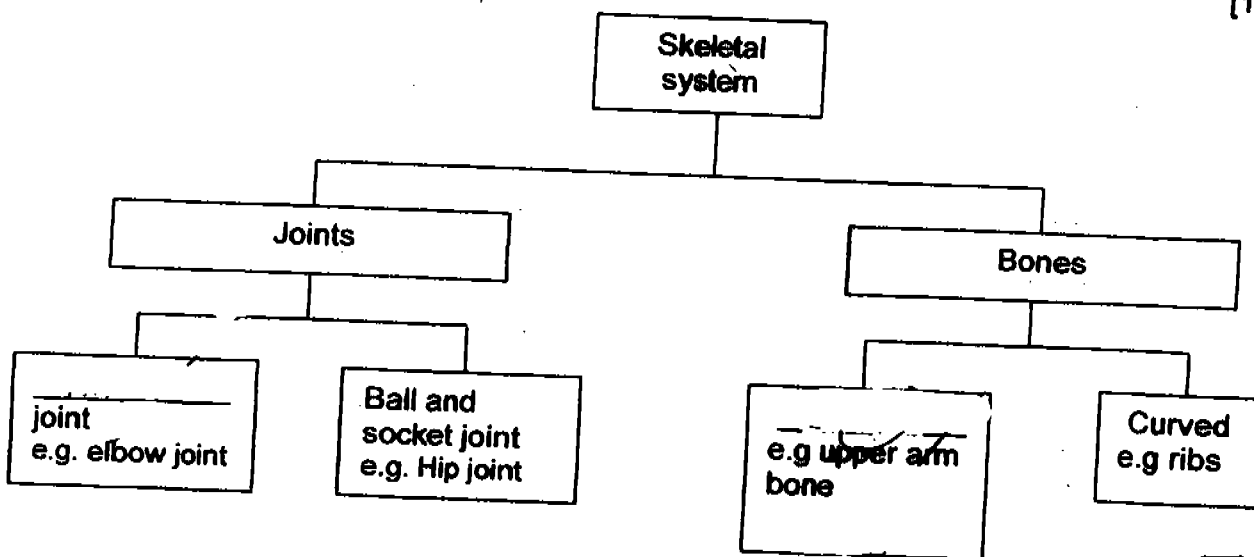 Skeletal
system
Joints
Bones
joint
e.g. elbow joint
Ball and
socket joint
e.g. Hip joint
e.g upper arm
bone
Curved
e.g ribs